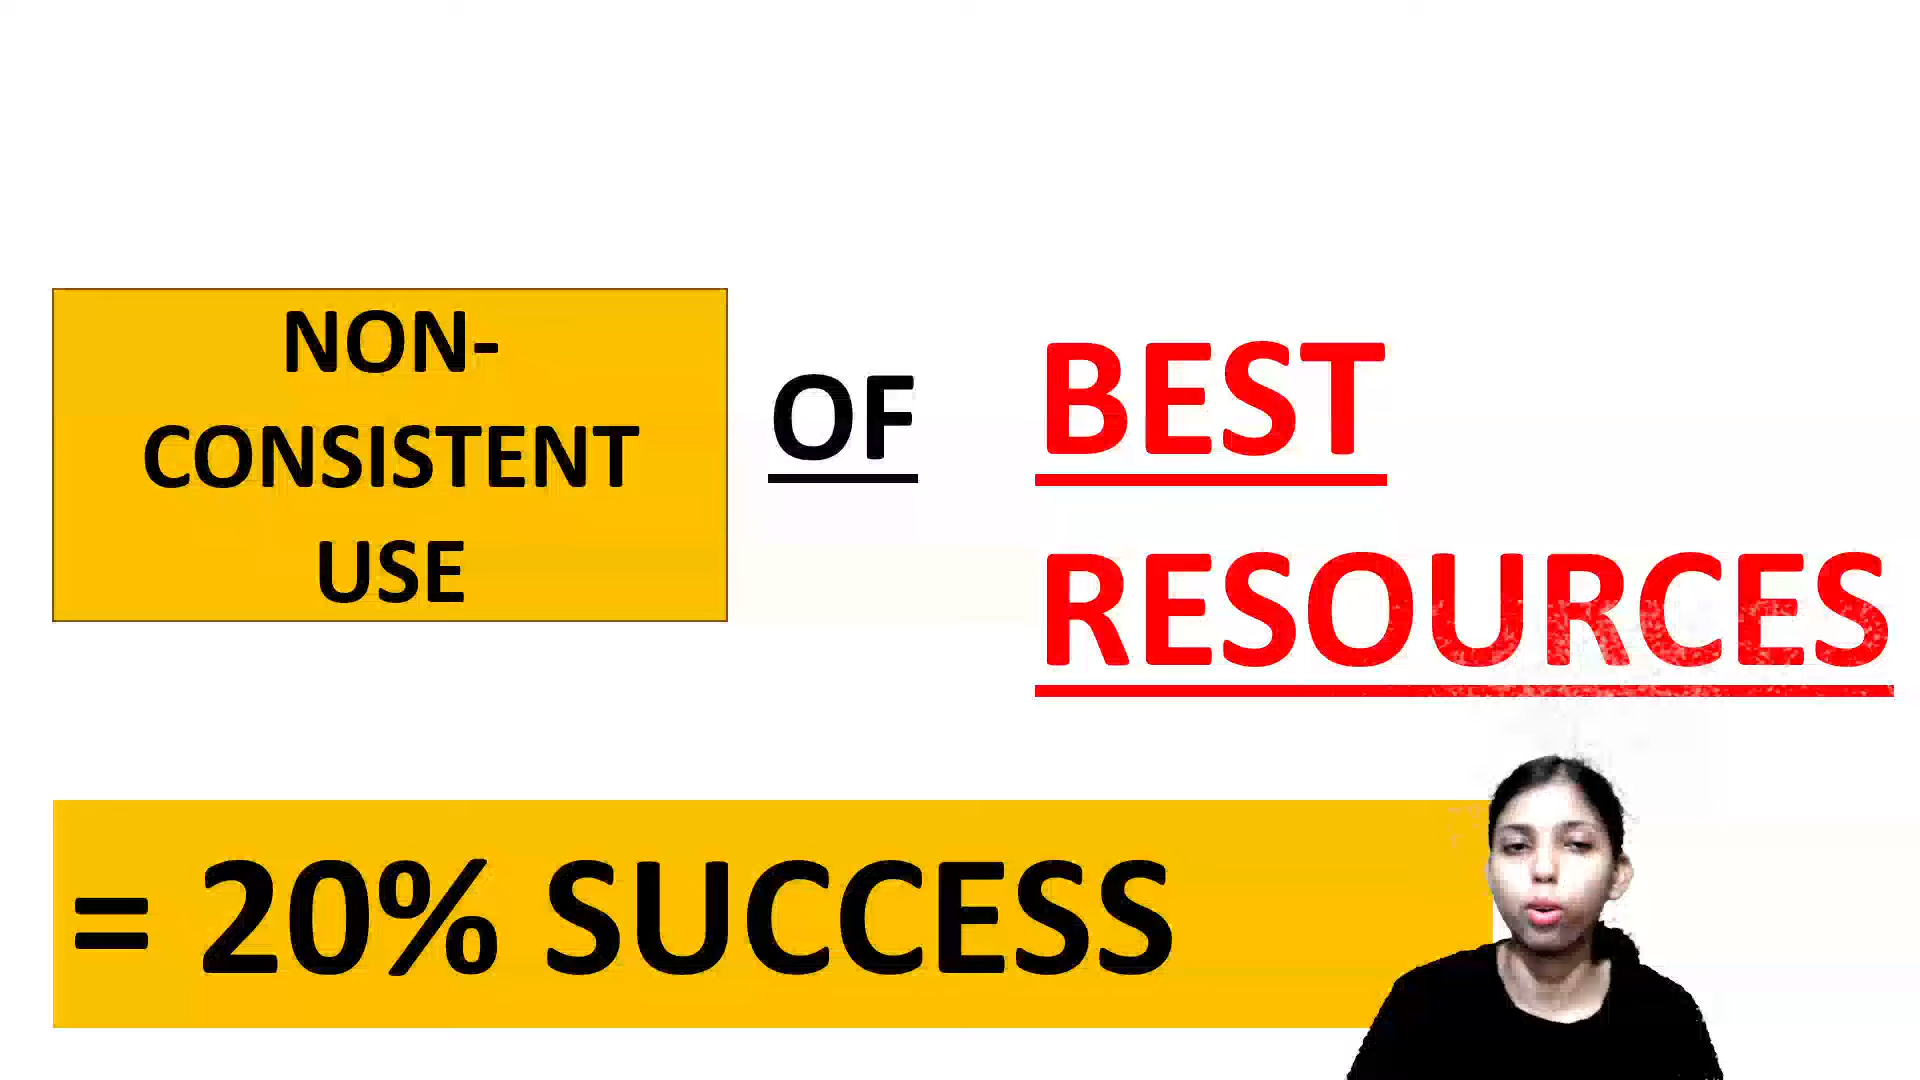 NON-
CONSISTENT
USE
OF
BEST
RESOURCES
= 20% SUCCESS